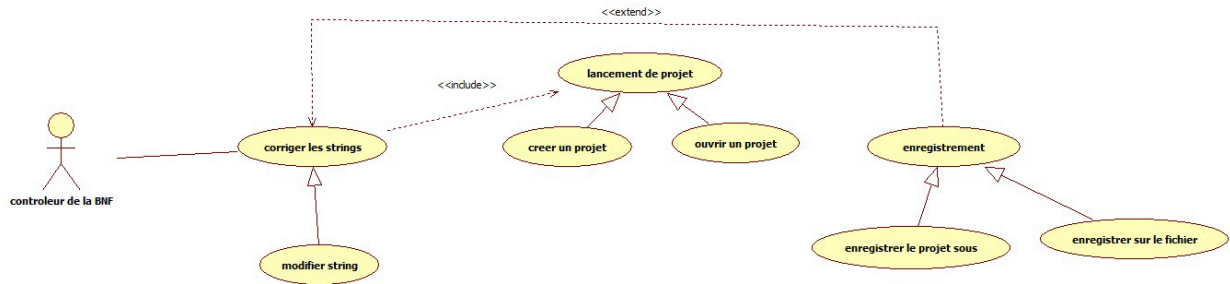 <<extend>>
lancement de projet
<<include>>
corriger les strings
creer un projet
ouvrir un projet
enregistrement
controleur de la BNF
modifier string
enregistrer le projet sous
enregistrer sur le fichier